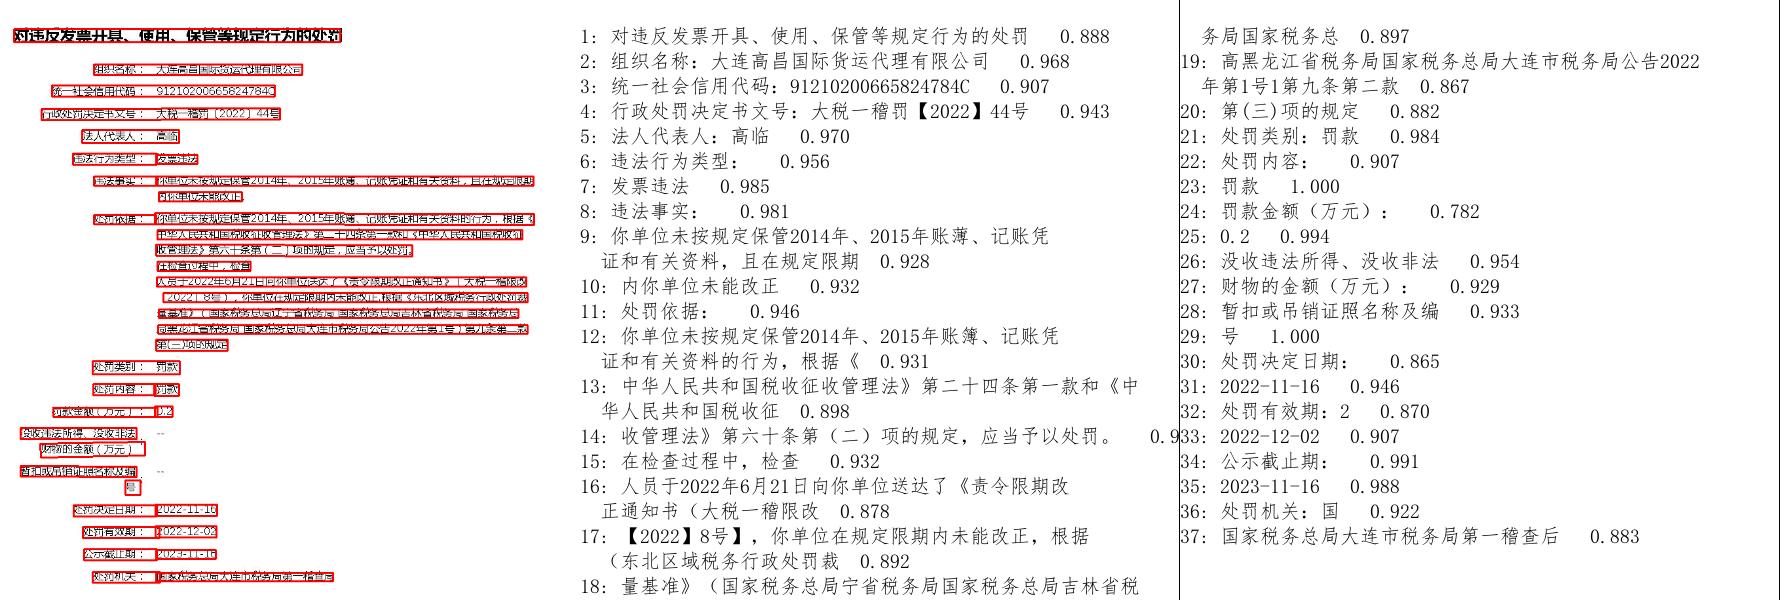 对违反发票开具、使用、保管等规定行为的处罚
组织名称： 大连高昌国际货运代理有限公司
统一社会信用代码： 91210200665824784C
行政处罚决定书文号： 大税一稽罚〔2022〕44号
法人代表人： 高临
违法行为类型： 发票违法
违法事实： 你单位未按规定保管2014年、2015年账簿、记账凭证和有关资料，且在规定限期
内你单位未能改正.
处罚依据： 你单位未按规定保管2014年、2015年账簿、记账凭证和有关资料的行为，根据《
中华人民共和国税收征收管理法》第二十四条第一款和《中华人民共和国税收征
收管理法》第六十条第（二）项的规定，应当予以处罚。
在检查过程中，检查
人员于2022年6月21日向你单位送达了《责令限期改正通知书》（大税一稽限改
〔2022〕8号），你单位在规定限期内未能改正,根据《东北区域税务行政处罚裁
量基准》（国家税务总局辽宁省税务局 国家税务总局吉林省税务局 国家税务总
局黑龙江省税务局 国家税务总局大连市税务局公告2022年第1号）第九条第二款
第(三)项的规定
处罚类别： 罚款
处罚内容： 罚款
罚款金额（万元）： 0.2
没收违法所得、没收非法 --
财物的金额（万元）：
暂扣或吊销证照名称及编 --
号
处罚决定日期： 2022-11-16
处罚有效期： 2022-12-02
公示截止期： 2023-11-16
处罚机关： 国家税务总局大连市税务局第一稽查局
1: 对违反发票开具、使用、保管等规定行为的处罚 0.888
2: 组织名称: 大连高昌国际货运代理有限公司 0.968
3: 统一社会信用代码: 91210200665824784C 0.907
4: 行政处罚决定书文号: 大税一稽罚【2022】44号 0.943
5: 法人代表人: 高临 0.970
6: 违法行为类型: 0.956
7: 发票违法 0.985
8: 违法事实: 0.981
9: 你单位未按规定保管2014年、2015年账薄、记账凭
证和有关资料, 且在规定限期 0.928
10: 内你单位未能改正 0.932
11: 处罚依据: 0.946
12: 你单位未按规定保管2014年、2015年账薄、记账凭
证和有关资料的行为, 根据《 0.931
13: 中华人民共和国税收征收管理法》第二十四条第一款和《中
华人民共和国税收征 0.898
14: 收管理法》第六十条第（二）项的规定, 应当予以处罚。 0.9
15: 在检查过程中, 检查 0.932
16: 人员于2022年6月21日向你单位送达了《责令限期改
正通知书（大税一稽限改 0.878
17: 【2022】8号】, 你单位在规定限期内未能改正, 根据
（东北区域税务行政处罚裁 0.892
18: 量基准》（国家税务总局宁省税务局国家税务总局吉林省税
务局国家税务总 0.897
19: 高黑龙江省税务局国家税务总局大连市税务局公告2022
年第1号1第九条第二款 0.867
20: 第(三)项的规定 0.882
21: 处罚类别: 罚款 0.984
22: 处罚内容: 0.907
23: 罚款 1.000
24: 罚款金额（万元）: 0.782
25: 0.2 0.994
26: 没收违法所得、没收非法 0.954
27: 财物的金额（万元）: 0.929
28: 暂扣或吊销证照名称及编 0.933
29: 号 1.000
30: 处罚决定日期: 0.865
31: 2022-11-16 0.946
32: 处罚有效期: 2 0.870
33: 2022-12-02 0.907
34: 公示截止期: 0.991
35: 2023-11-16 0.988
36: 处罚机关: 国 0.922
37: 国家税务总局大连市税务局第一稽查后 0.883